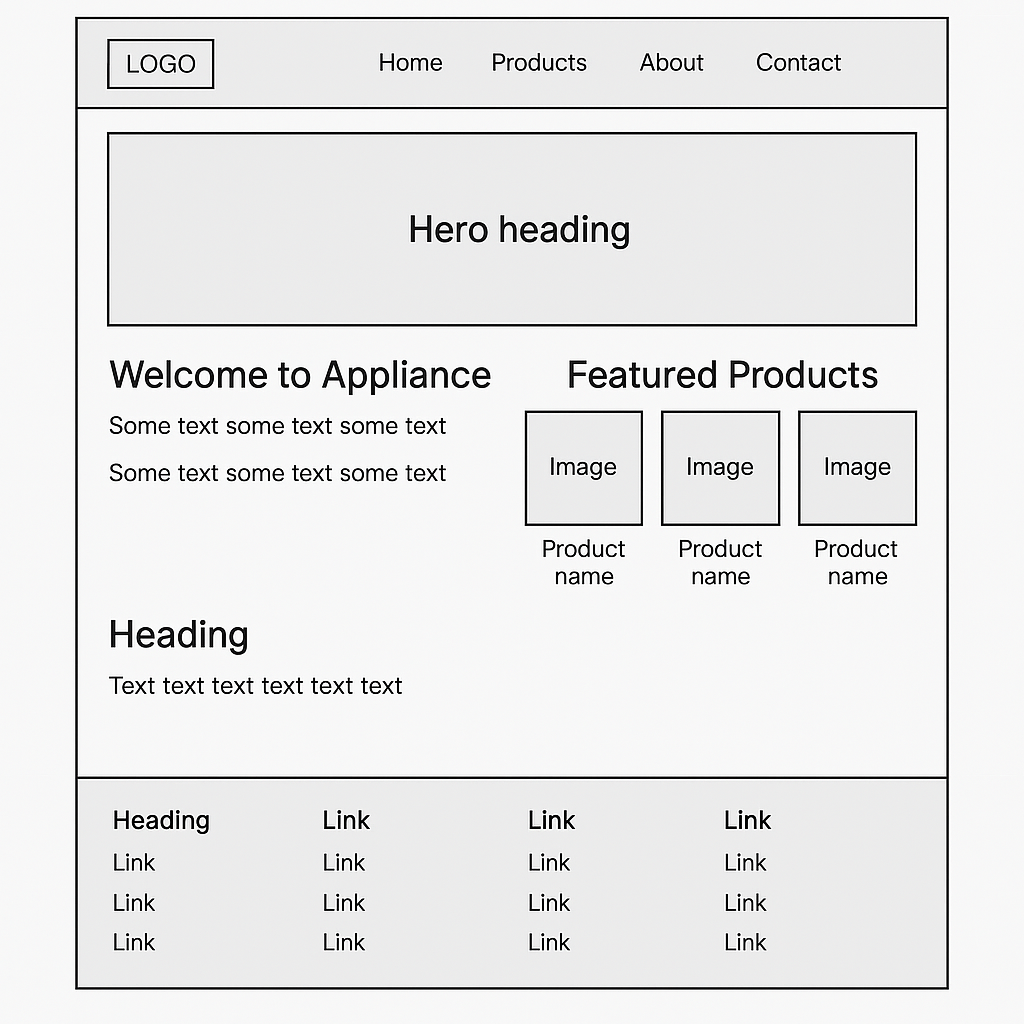 LOGO
Home Products About Contact
Hero heading
Welcome to Appliance
Some text some text some text
Some text some text some text
Featured Products
Image Image Image
Product Product Product
name name name
Heading
Text text text text text text
Heading Link Link Link
Link Link Link Link
Link Link Link Link
Link Link Link Link